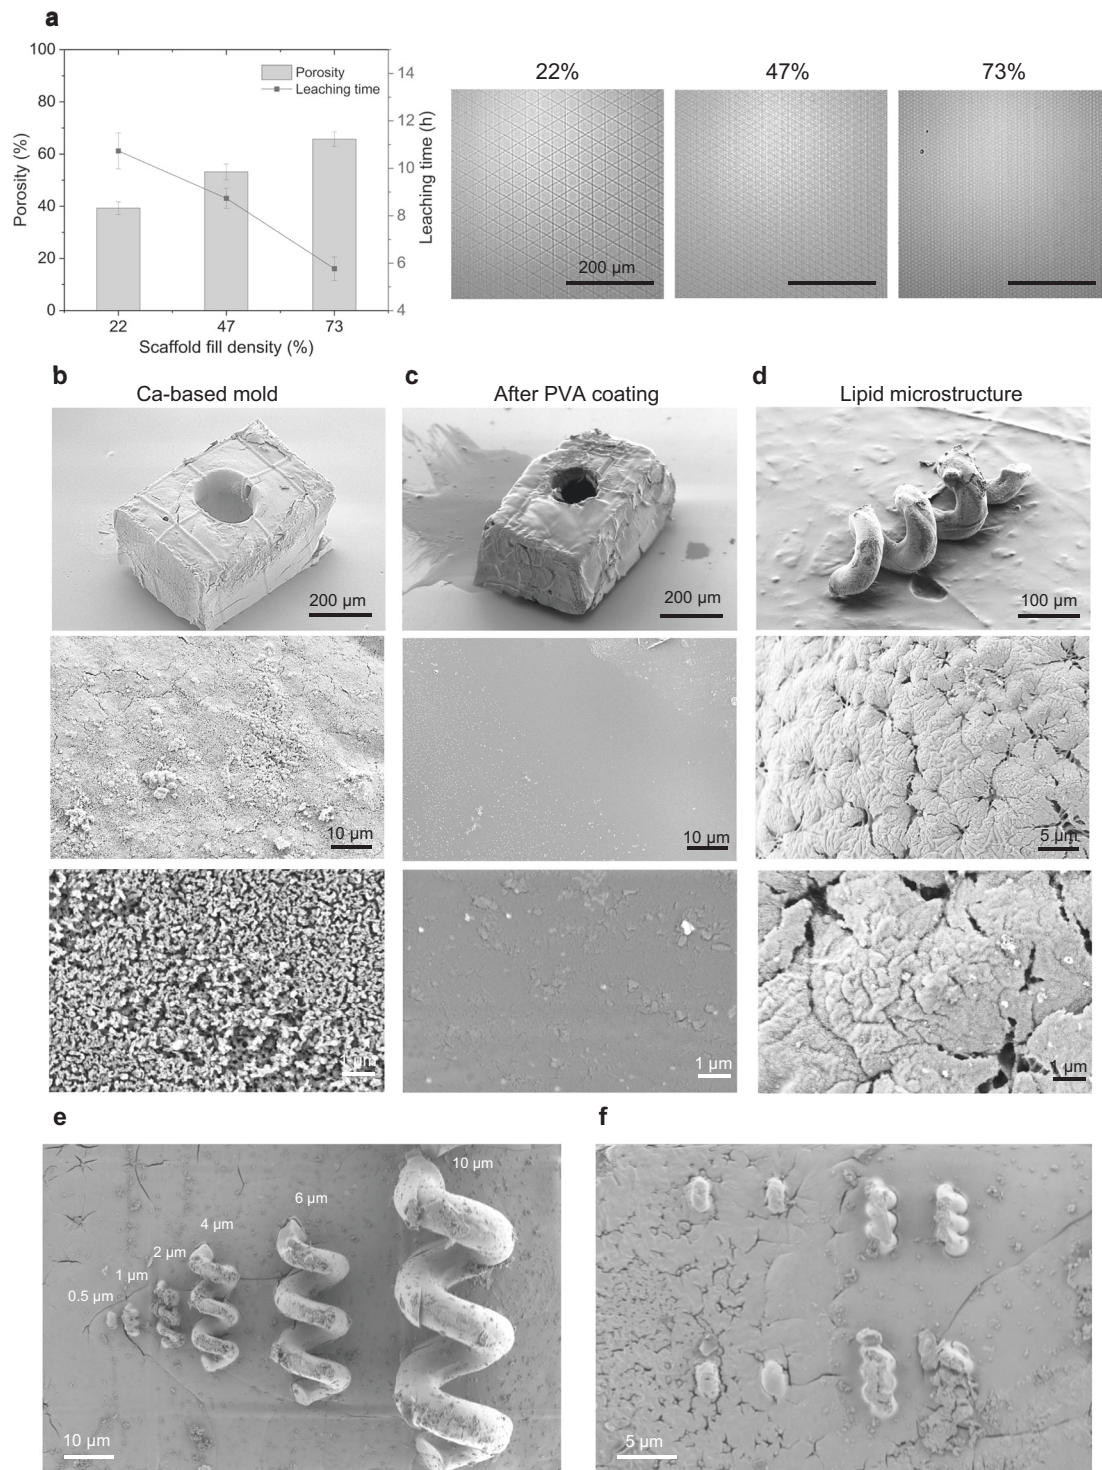 a
100
80
60
40
20
0
Porosity (%)
Porosity
Leaching time
14
12
10
8
6
4
Leaching time (h)
22
47
73
Scaffold fill density (%)
22%
47%
73%
200 µm
b
Ca-based mold
c
After PVA coating
d
Lipid microstructure
200 µm
200 µm
100 µm
10 µm
10 µm
5 µm
1 µm
1 µm
1 µm
e
f
10 µm
6 µm
4 µm
2 µm
1 µm
0.5 µm
10 µm
5 µm